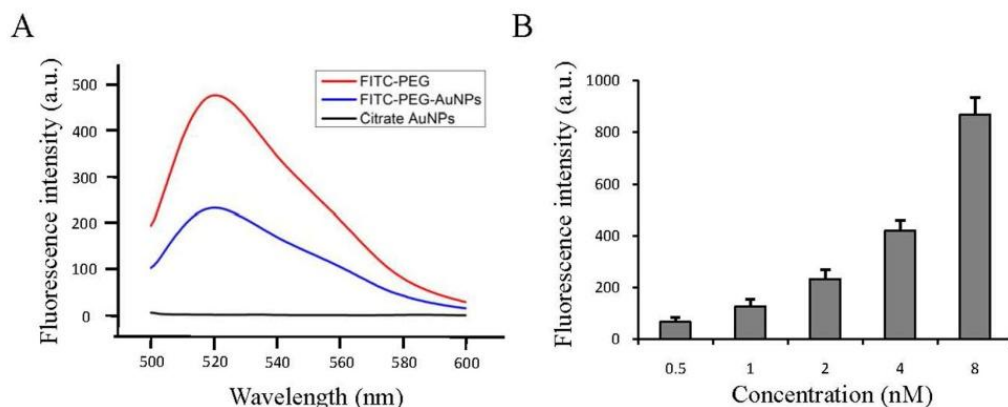 A
Fluorescence intensity (a.u.)
500
400
300
200
100
0
FITC-PEG
FITC-PEG-AuNPs
Citrate AuNPs
500 520 540 560 580 600
Wavelength (nm)
B
Fluorescence intensity (a.u.)
1000
800
600
400
200
0
0.5 1 2 4 8
Concentration (nM)